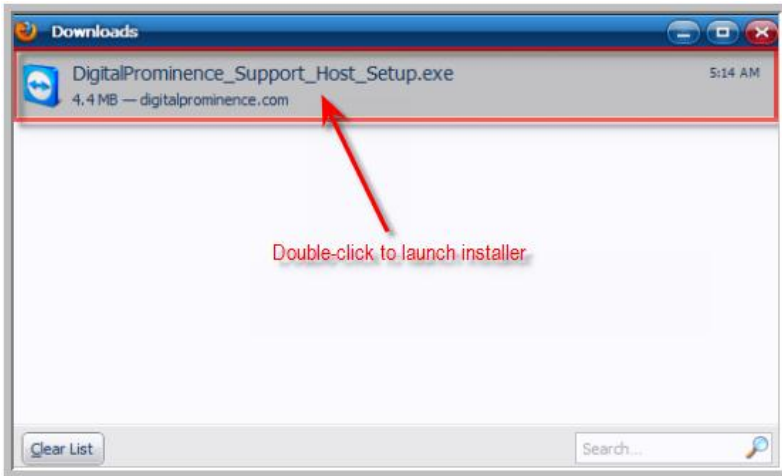 Downloads
DigitalProminence_Support_Host_Setup.exe
5:14 AM
4.4 MB — digitalprominence.com
Double-click to launch installer
Clear List
Search...